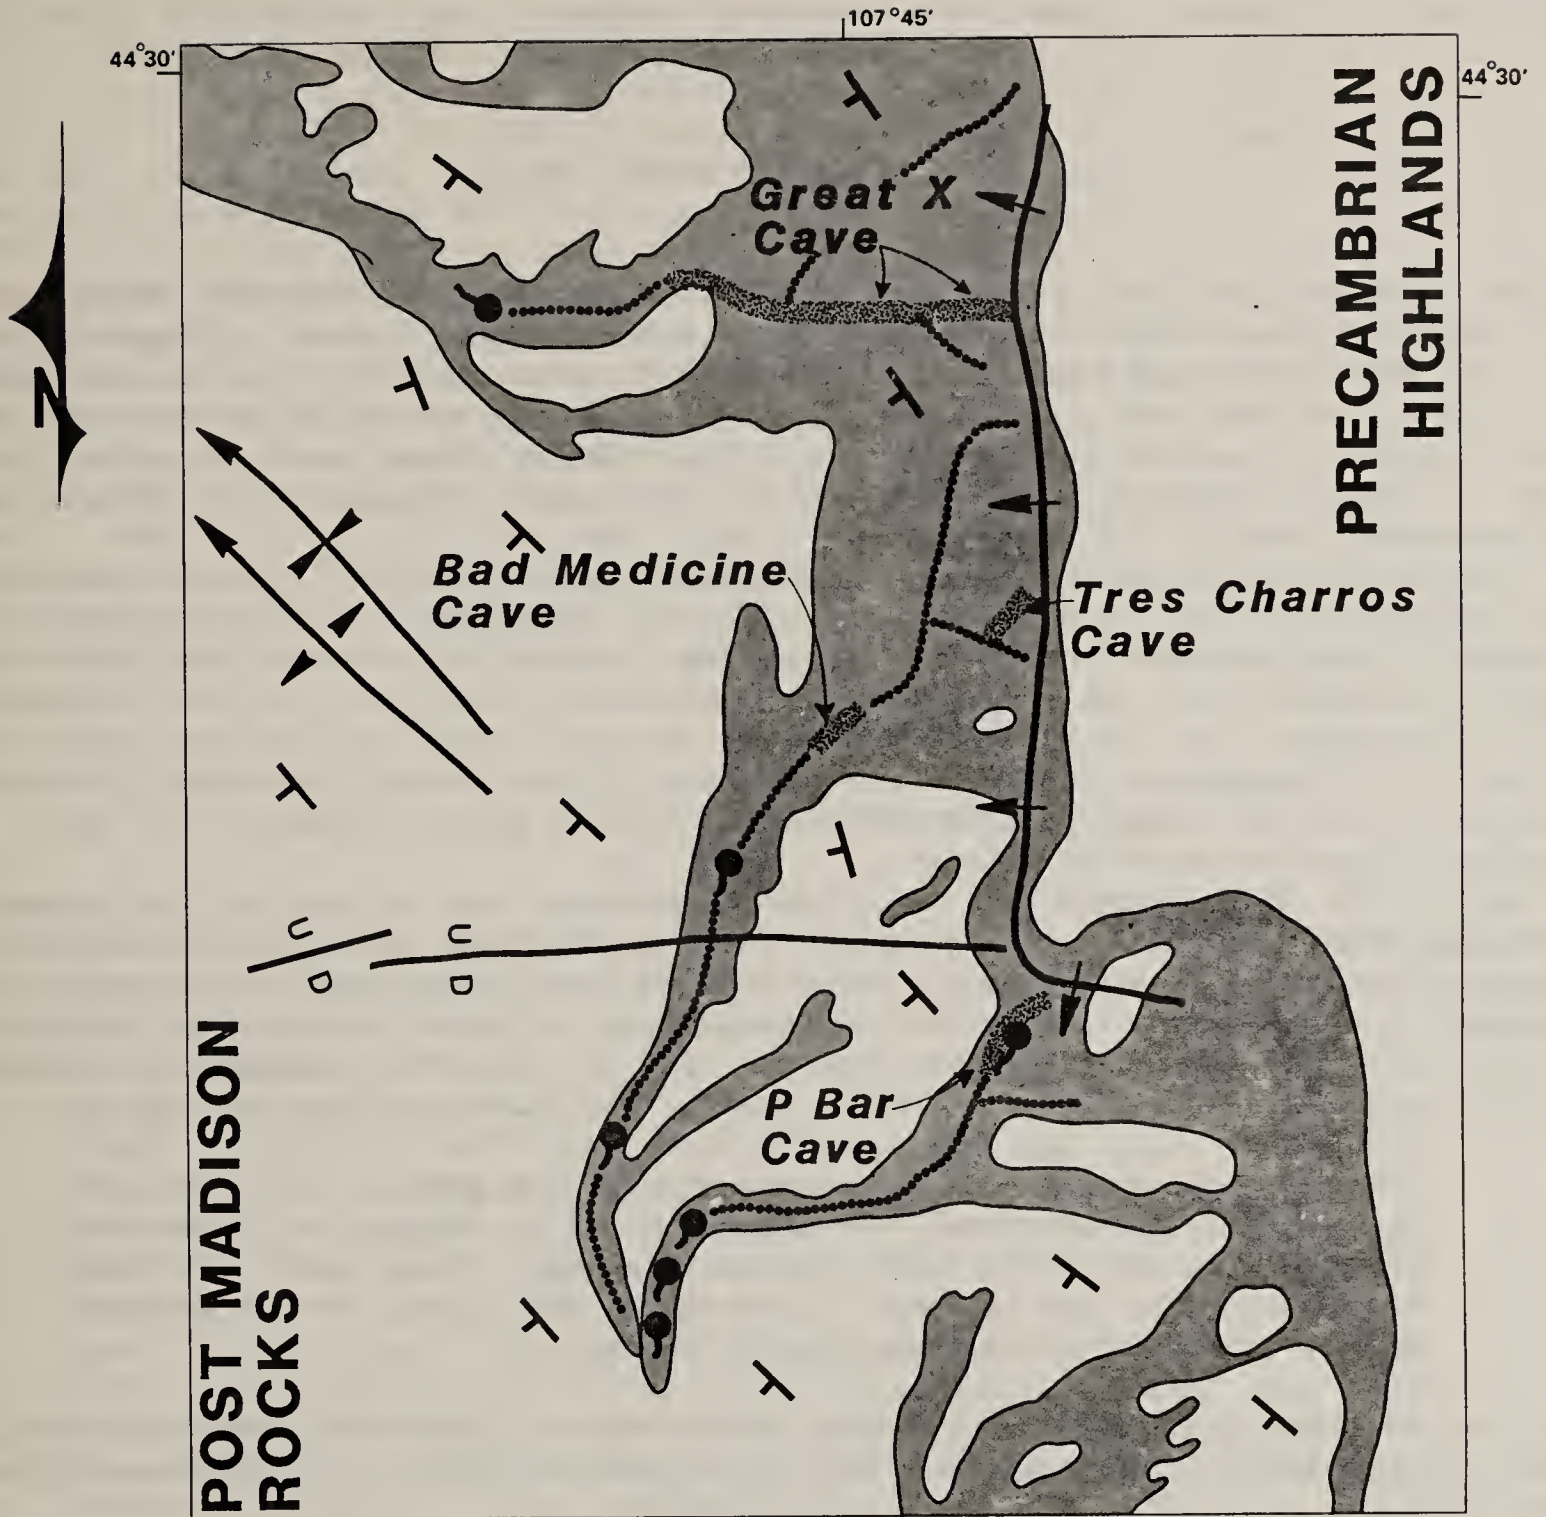 107°45'
44°30'
44°30'
PRECAMBRIAN
HIGHLANDS
Great X
Cave
N
Bad Medicine
Cave
Tres Charros
Cave
U
D
U
D
P Bar
Cave
POST MADISON
ROCKS